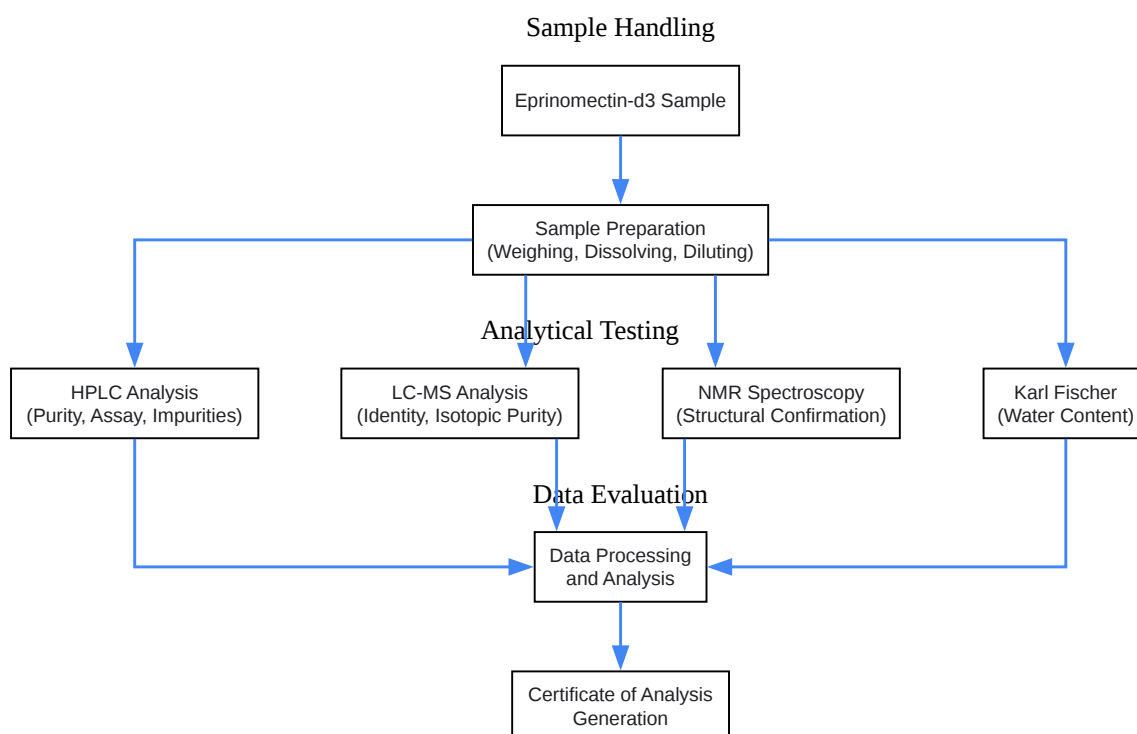 Sample Handling
Eprinomectin-d3 Sample
Sample Preparation
(Weighing, Dissolving, Diluting)
Analytical Testing
HPLC Analysis
(Purity, Assay, Impurities)
LC-MS Analysis
(Identity, Isotopic Purity)
NMR Spectroscopy
(Structural Confirmation)
Karl Fischer
(Water Content)
Data Evaluation
Data Processing
and Analysis
Certificate of Analysis
Generation